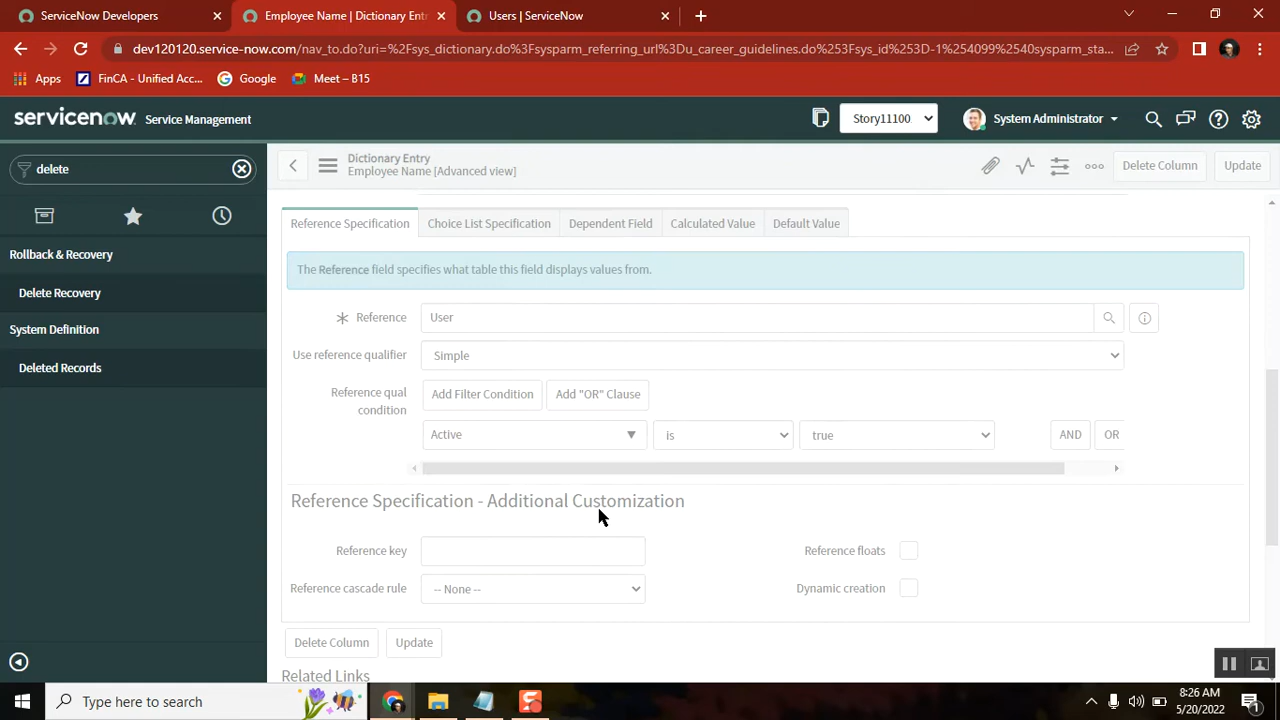 ServiceNow Developers
Employee Name | Dictionary Entr
Users | ServiceNow
dev120120.service-now.com/nav_to.do?uri=%2Fsys_dictionary.do%3Fsysparm_referring_url%3Du_career_guidelines.do%253Fsys_id%253D-1%254099%2540sysparm_sta...
Apps
FinCA - Unified Acc...
Google
Meet – B15
servicenow
Service Management
Story11100
System Administrator
delete
Dictionary Entry
Employee Name [Advanced view]
Delete Column
Update
Rollback & Recovery
Delete Recovery
System Definition
Deleted Records
Reference Specification
Choice List Specification
Dependent Field
Calculated Value
Default Value
The Reference field specifies what table this field displays values from.
Reference
User
Use reference qualifier
Simple
Reference qual
condition
Add Filter Condition
Add "OR" Clause
Active
is
true
AND
OR
Reference Specification - Additional Customization
Reference key
Reference floats
Reference cascade rule
-- None --
Dynamic creation
Delete Column
Update
Related Links
Type here to search
8:26 AM
5/20/2022
1